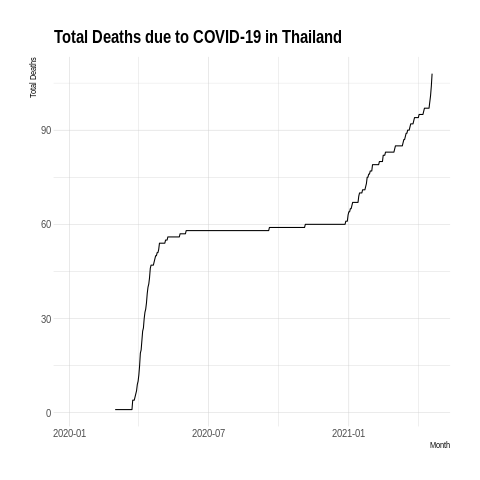 Total Deaths due to COVID-19 in Thailand
Total Deaths
90
60
30
0
2020-01
2020-07
2021-01
Month